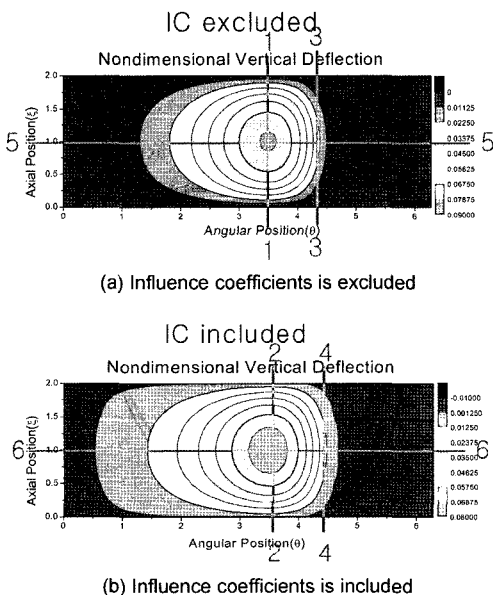 IC excluded
1 3
Nondimensional Vertical Deflection
2.0
1.5
1.0
0.5
0.0
Axial Position(ξ)
5 5
0 1 2 3 4 5 6
Angular Position(θ)
1 3
0
0.01125
0.02250
0.03375
0.04500
0.05625
0.06750
0.07875
0.09000
(a) Influence coefficients is excluded
IC included
2 4
Nondimensional Vertical Deflection
2.0
1.5
1.0
0.5
0.0
Axial Position(ξ)
6 6
0 1 2 3 4 5 6
Angular Position(θ)
2 4
-0.01000
0.001250
0.01250
0.02375
0.03500
0.04625
0.05750
0.06875
0.08000
(b) Influence coefficients is included